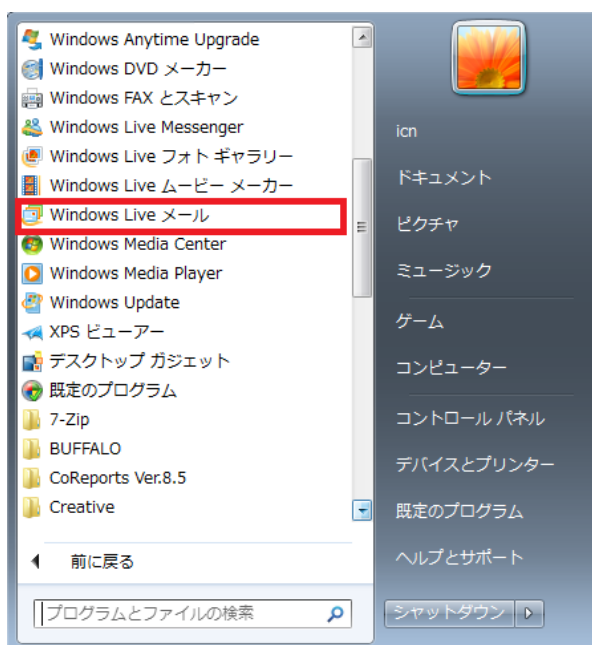 Windows Anytime Upgrade
Windows DVD メーカー
Windows FAX とスキャン
Windows Live Messenger
Windows Live フォト ギャラリー
Windows Live ムービー メーカー
Windows Live メール
Windows Media Center
Windows Media Player
Windows Update
XPS ビューアー
デスクトップ ガジェット
既定のプログラム
7-Zip
BUFFALO
CoReports Ver.8.5
Creative
前に戻る
プログラムとファイルの検索
icn
ドキュメント
ピクチャ
ミュージック
ゲーム
コンピューター
コントロール パネル
デバイスとプリンター
既定のプログラム
ヘルプとサポート
シャットダウン